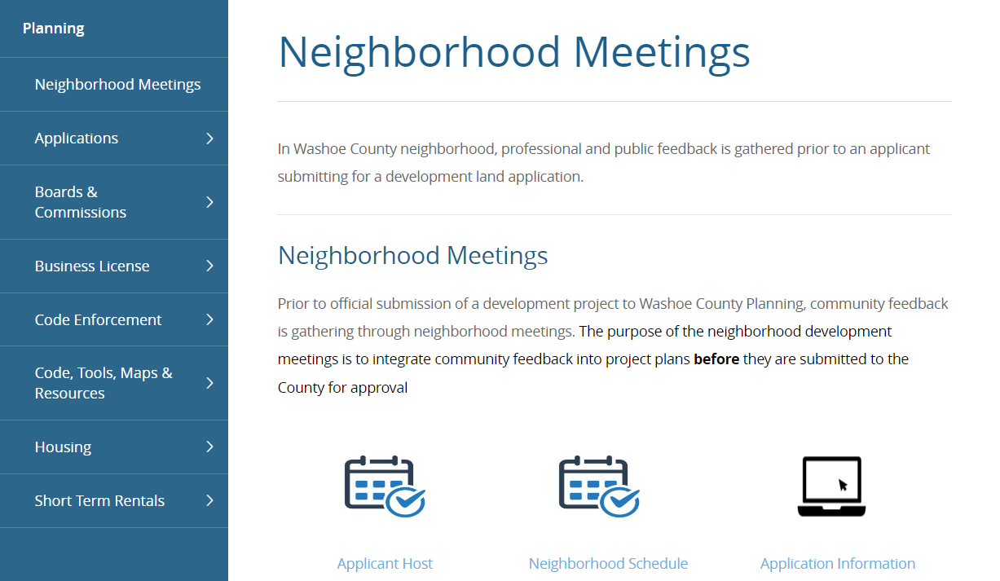 Planning
Neighborhood Meetings
Applications
Boards &
Commissions
Business License
Code Enforcement
Code, Tools, Maps &
Resources
Housing
Short Term Rentals
Neighborhood Meetings
In Washoe County neighborhood, professional and public feedback is gathered prior to an applicant
submitting for a development land application.
Neighborhood Meetings
Prior to official submission of a development project to Washoe County Planning, community feedback
is gathering through neighborhood meetings. The purpose of the neighborhood development
meetings is to integrate community feedback into project plans before they are submitted to the
County for approval
Applicant Host
Neighborhood Schedule
Application Information